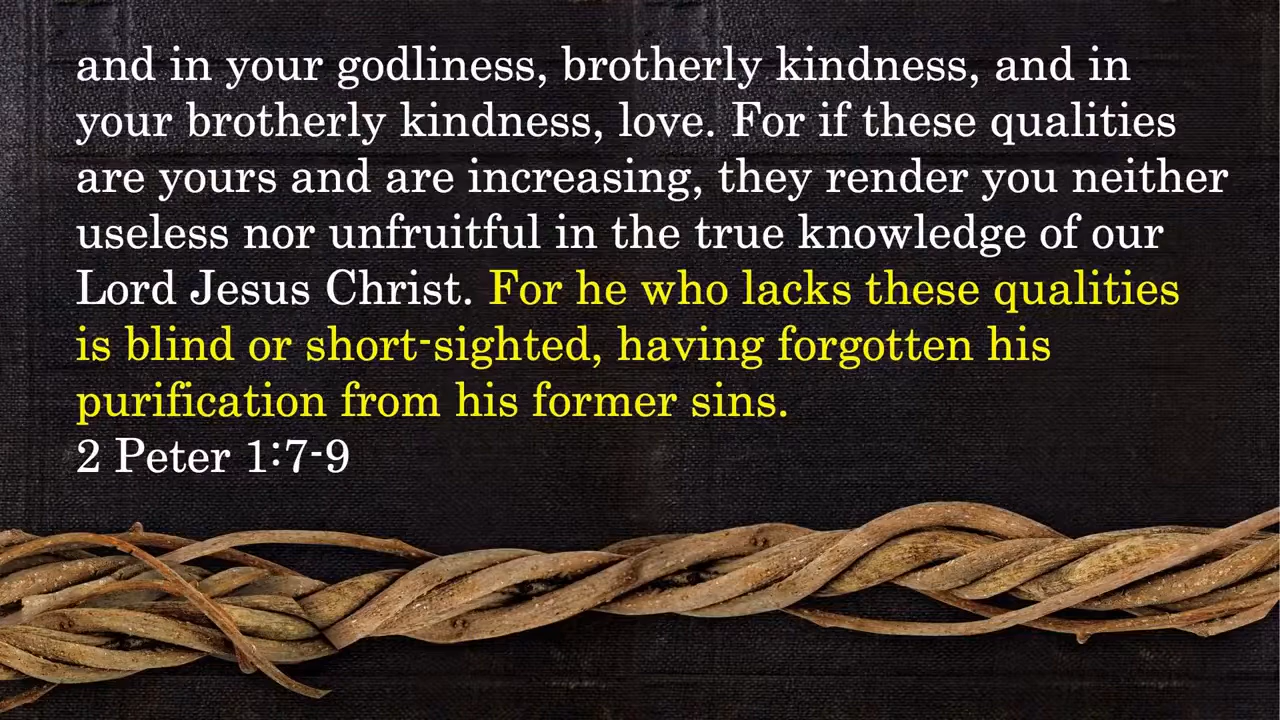 and in your godliness, brotherly kindness, and in
your brotherly kindness, love. For if these qualities
are yours and are increasing, they render you neither
useless nor unfruitful in the true knowledge of our
Lord Jesus Christ. For he who lacks these qualities
is blind or short-sighted, having forgotten his
purification from his former sins.
2 Peter 1:7-9